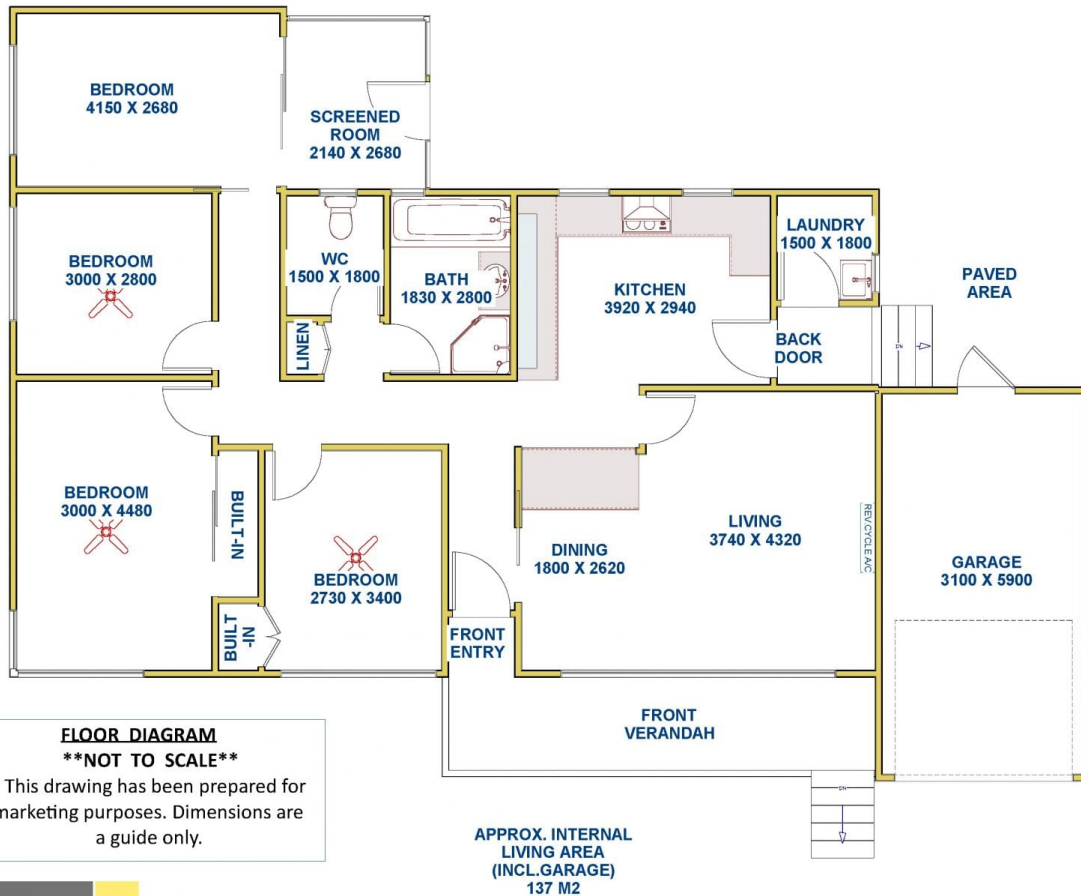 BEDROOM
4150 X 2680
SCREENED
ROOM
2140 X 2680
BEDROOM
3000 X 2800
WC
1500 X 1800
LINEN
BATH
1830 X 2800
KITCHEN
3920 X 2940
LAUNDRY
1500 X 1800
PAVED
AREA
BACK
DOOR
DN
BEDROOM
3000 X 4480
BUILT-IN
BUILT
-IN
BEDROOM
2730 X 3400
FRONT
ENTRY
DINING
1800 X 2620
LIVING
3740 X 4320
REV.CYCLE A/C
GARAGE
3100 X 5900
FRONT
VERANDAH
DN
FLOOR DIAGRAM
**NOT TO SCALE**
This drawing has been prepared for
marketing purposes. Dimensions are
a guide only.
APPROX. INTERNAL
LIVING AREA
(INCL.GARAGE)
137 M2